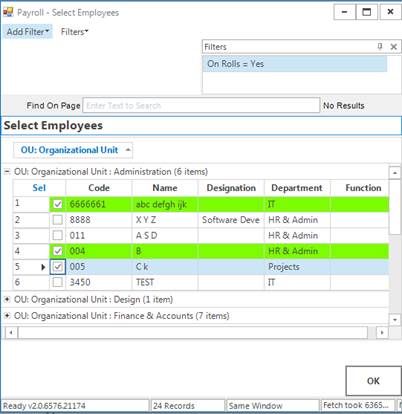 Payroll - Select Employees
Add Filter Filters
Filters
On Rolls = Yes
Find On Page Enter Text to Search No Results
Select Employees
OU: Organizational Unit
OU: Organizational Unit : Administration (6 items)
Sel Code Name Designation Department Function
1 6666661 abc defgh ijk IT
2 8888 X Y Z Software Deve HR & Admin
3 011 A S D HR & Admin
4 004 B HR & Admin
5 005 C k Projects
6 3450 TEST IT
OU: Organizational Unit : Design (1 item)
OU: Organizational Unit : Finance & Accounts (7 items)
OK
Ready v2.0.6576.21174 24 Records Same Window Fetch took 6365...